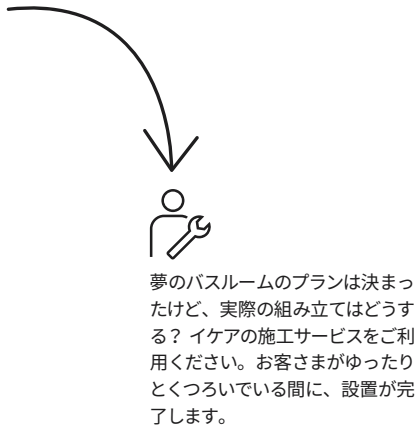 夢のバスルームのプランは決まっ
たけど、実際の組み立てはどうす
る？ イケアの施工サービスをご利
用ください。お客さまがゆったり
とくつろいでいる間に、設置が完
了します。